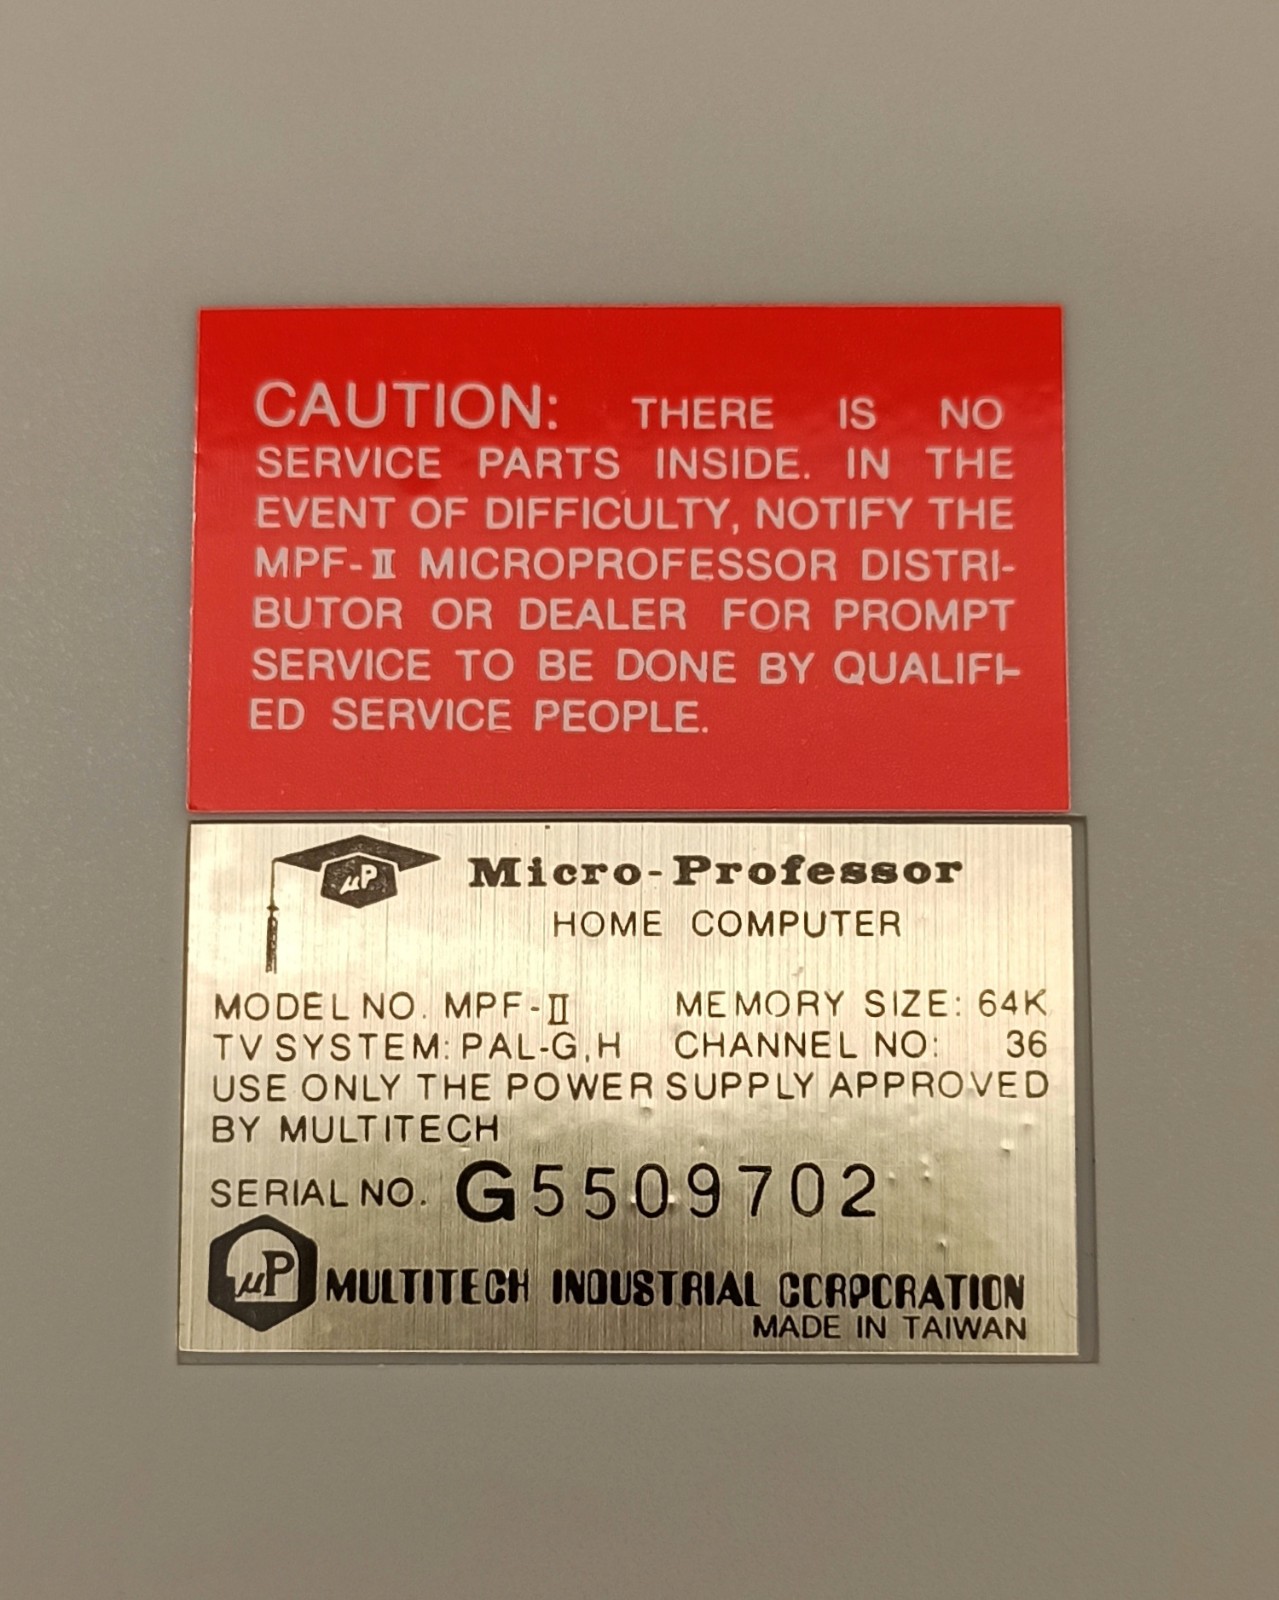 CAUTION: THERE IS NO
SERVICE PARTS INSIDE. IN THE
EVENT OF DIFFICULTY, NOTIFY THE
MPF-II MICROPROFESSOR DISTRI-
BUTOR OR DEALER FOR PROMPT
SERVICE TO BE DONE BY QUALIFI-
ED SERVICE PEOPLE.
μP
Micro-Professor
HOME COMPUTER
MODEL NO. MPF-II MEMORY SIZE: 64K
TV SYSTEM: PAL-G,H CHANNEL NO: 36
USE ONLY THE POWER SUPPLY APPROVED
BY MULTITECH
SERIAL NO. G5509702
μP MULTITECH INDUSTRIAL CORPORATION
MADE IN TAIWAN